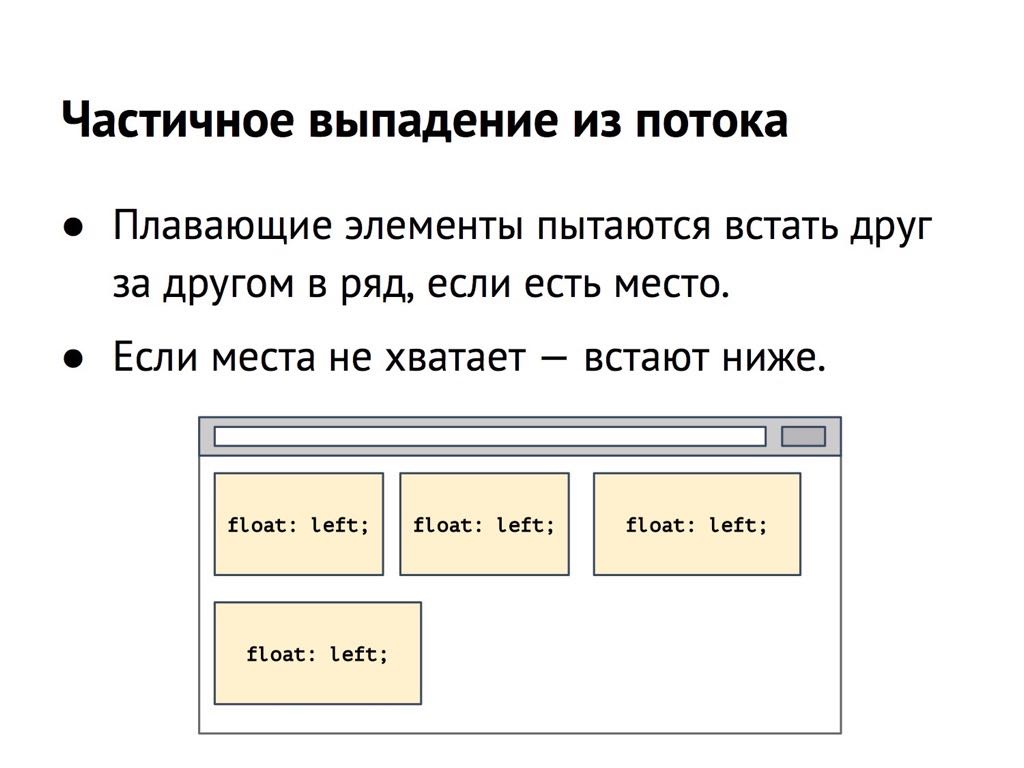 Частичное выпадение из потока
● Плавающие элементы пытаются встать друг
за другом в ряд, если есть место.
● Если места не хватает — встают ниже.
float: left; float: left; float: left;
float: left;